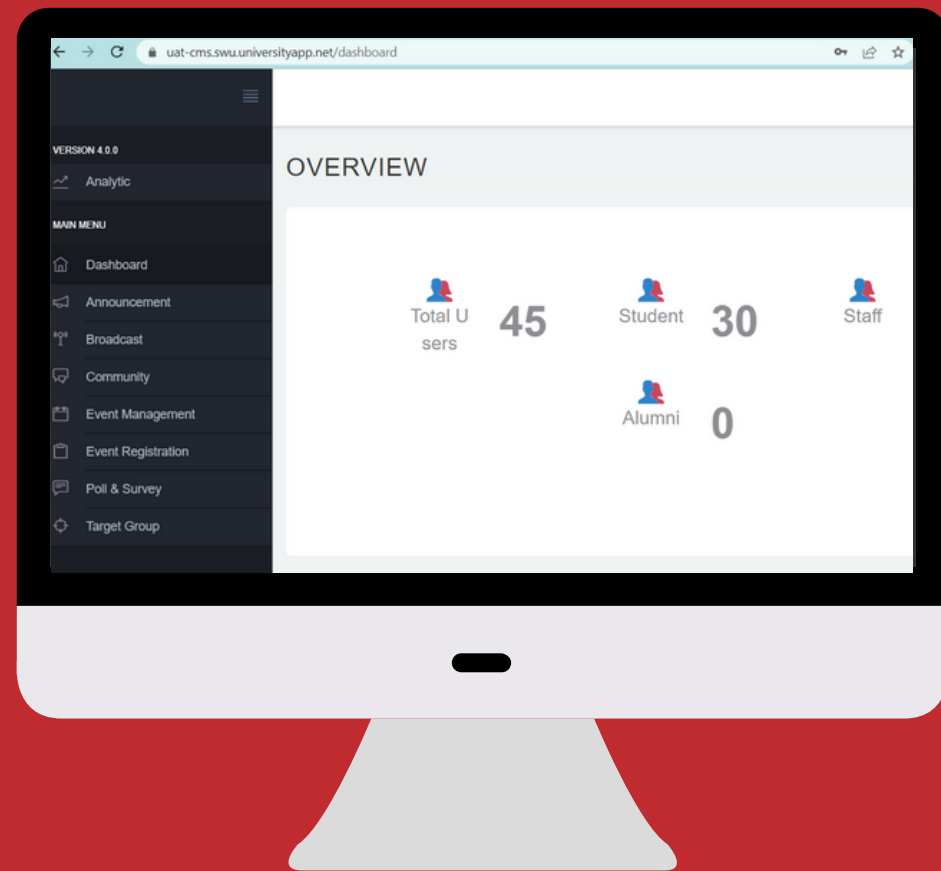 uat-cms.swu.universityapp.net/dashboard
VERSION 4.0.0
Analytic
MAIN MENU
Dashboard
Announcement
Broadcast
Community
Event Management
Event Registration
Poll & Survey
Target Group
OVERVIEW
Total U
sers
45
Student
30
Staff
Alumni
0